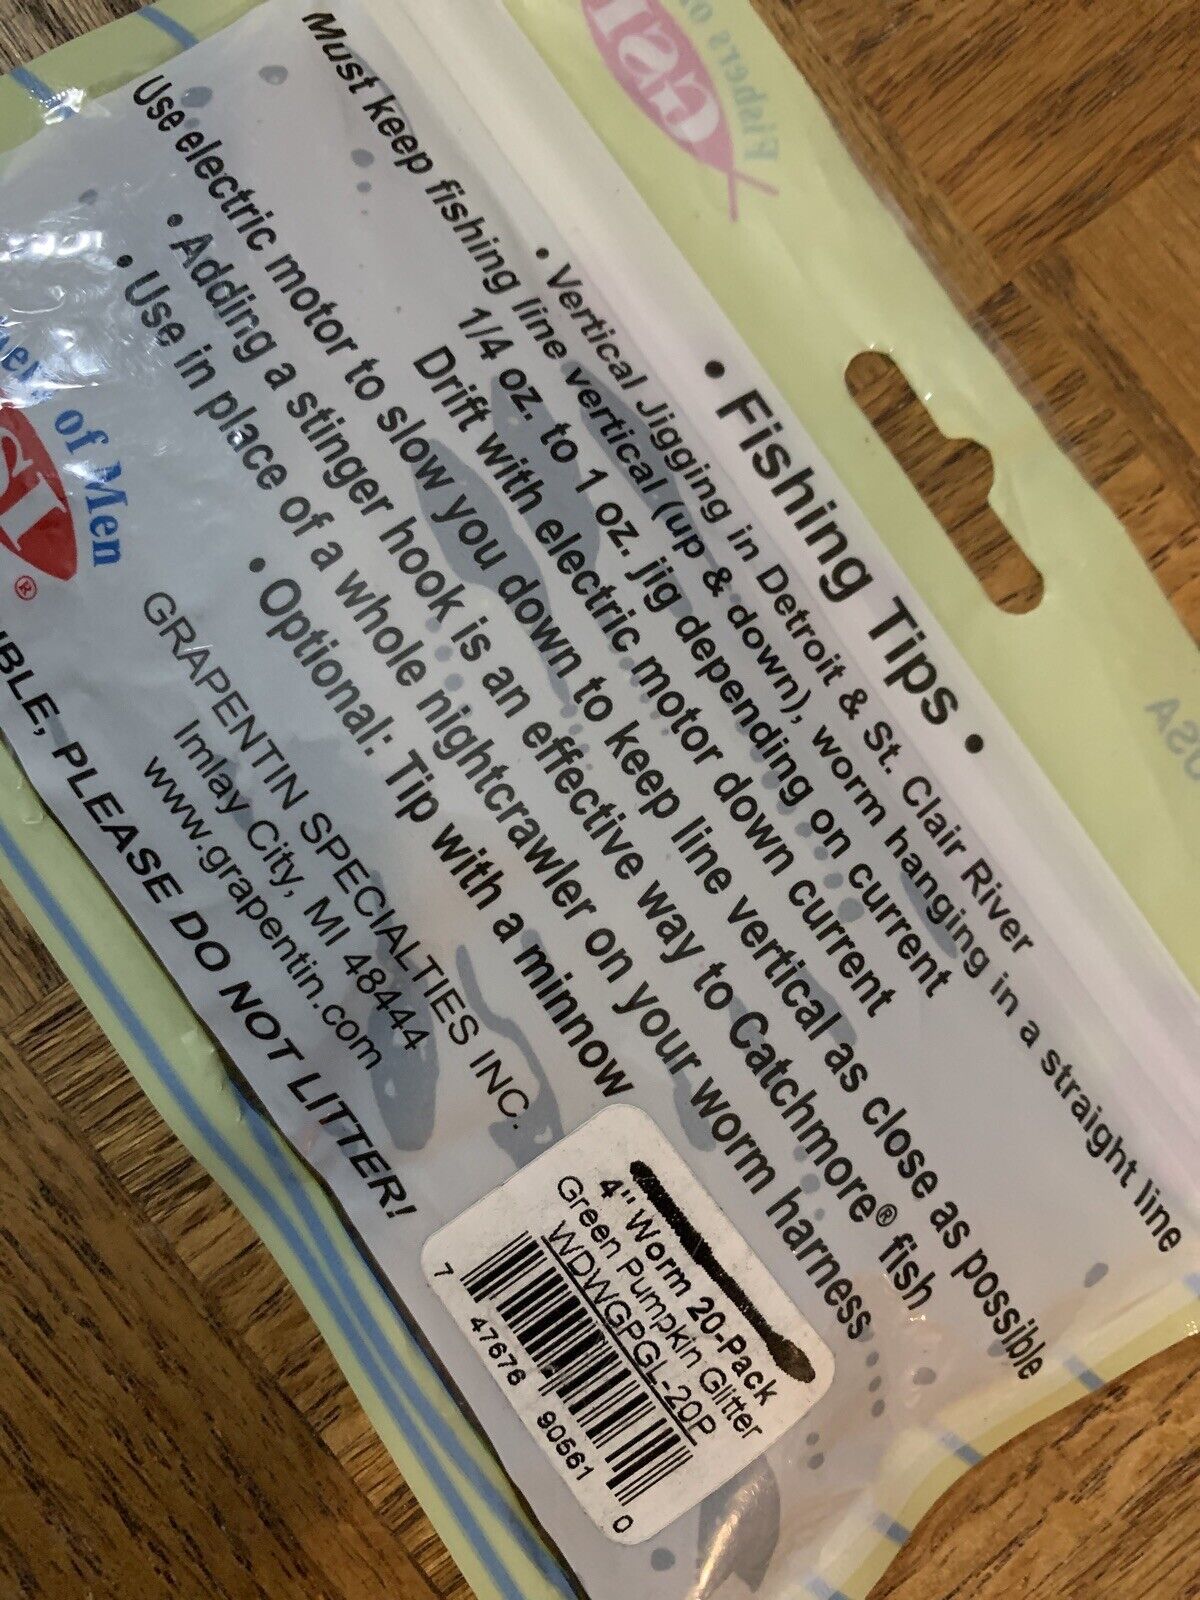 • Fishing Tips •
• Vertical Jigging in Detroit & St. Clair River
Must keep fishing line vertical (up & down), worm hanging in a straight line
1/4 oz. to 1 oz. jig depending on current
Drift with electric motor down current
Use electric motor to slow you down to keep line vertical as close as possible
• Adding a stinger hook is an effective way to Catchmore® fish
• Use in place of a whole nightcrawler on your worm harness
• Optional: Tip with a minnow
of Men
®
GRAPENTIN SPECIALTIES INC.
Imlay City, MI 48444
www.grapentin.com
PLEASE DO NOT LITTER!
4" Worm 20-Pack
Green Pumpkin Glitter
WDWGPGL-20P
7 47676 90561 0
GSI
Fishers of
USA